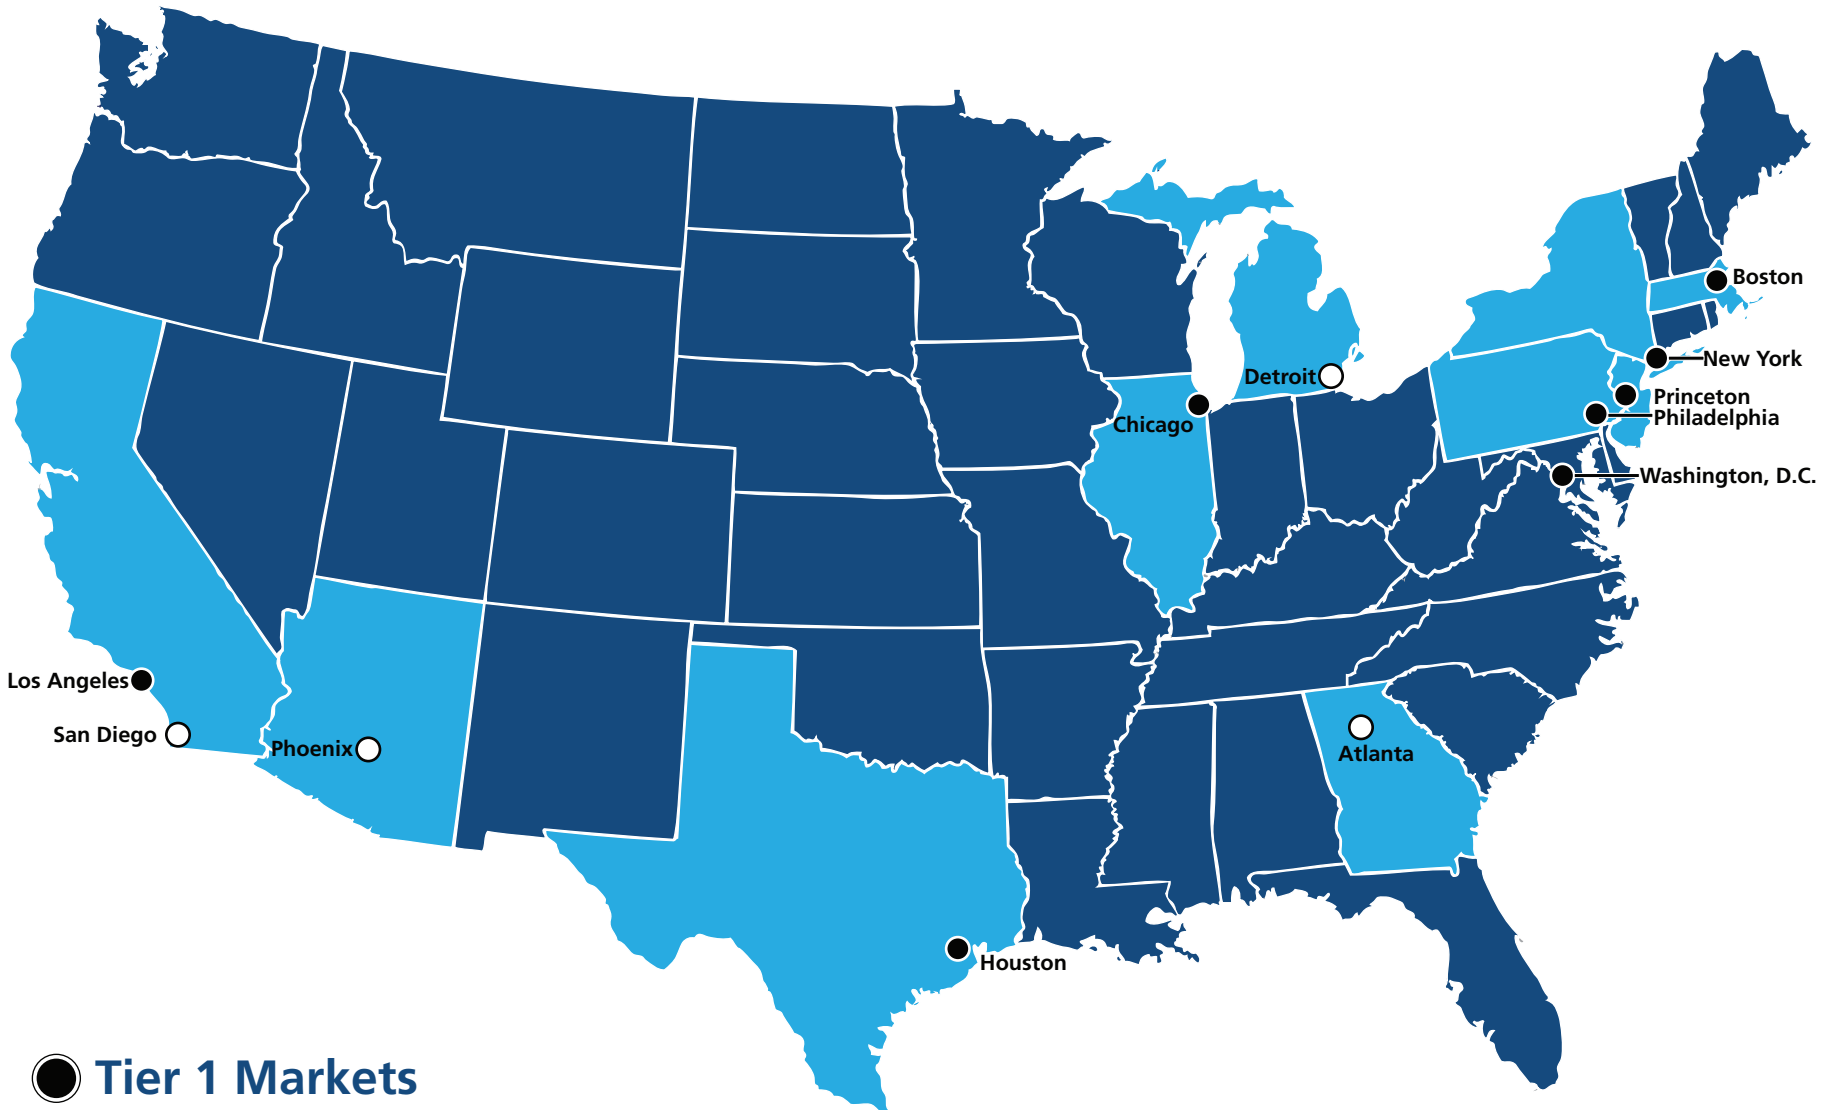 Boston
New York
Detroit
Princeton
Chicago
Philadelphia
Washington, D.C.
Los Angeles
San Diego
Phoenix
Atlanta
Houston
Tier 1 Markets